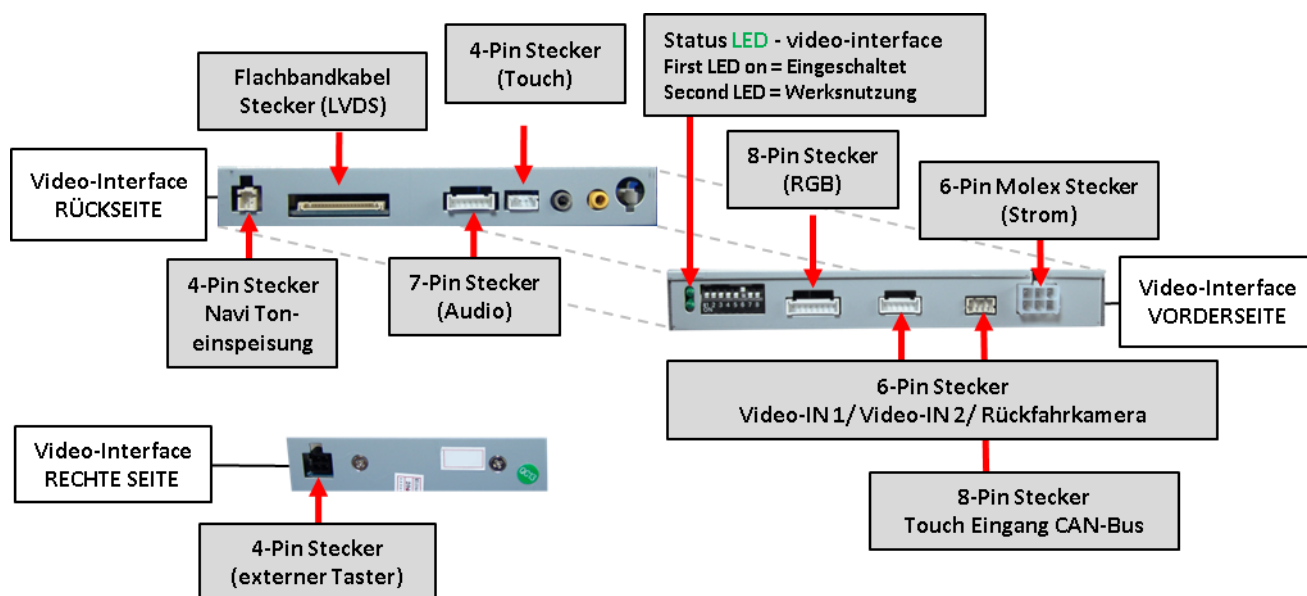 Flachbandkabel
Stecker (LVDS)
4-Pin Stecker
(Touch)
Status LED - video-interface
First LED on = Eingeschaltet
Second LED = Werksnutzung
Video-Interface
RÜCKSEITE
8-Pin Stecker
(RGB)
6-Pin Molex Stecker
(Strom)
4-Pin Stecker
Navi Ton-
einspeisung
7-Pin Stecker
(Audio)
Video-Interface
VORDERSEITE
6-Pin Stecker
Video-IN 1/ Video-IN 2/ Rückfahrkamera
Video-Interface
RECHTE SEITE
8-Pin Stecker
Touch Eingang CAN-Bus
4-Pin Stecker
(externer Taster)